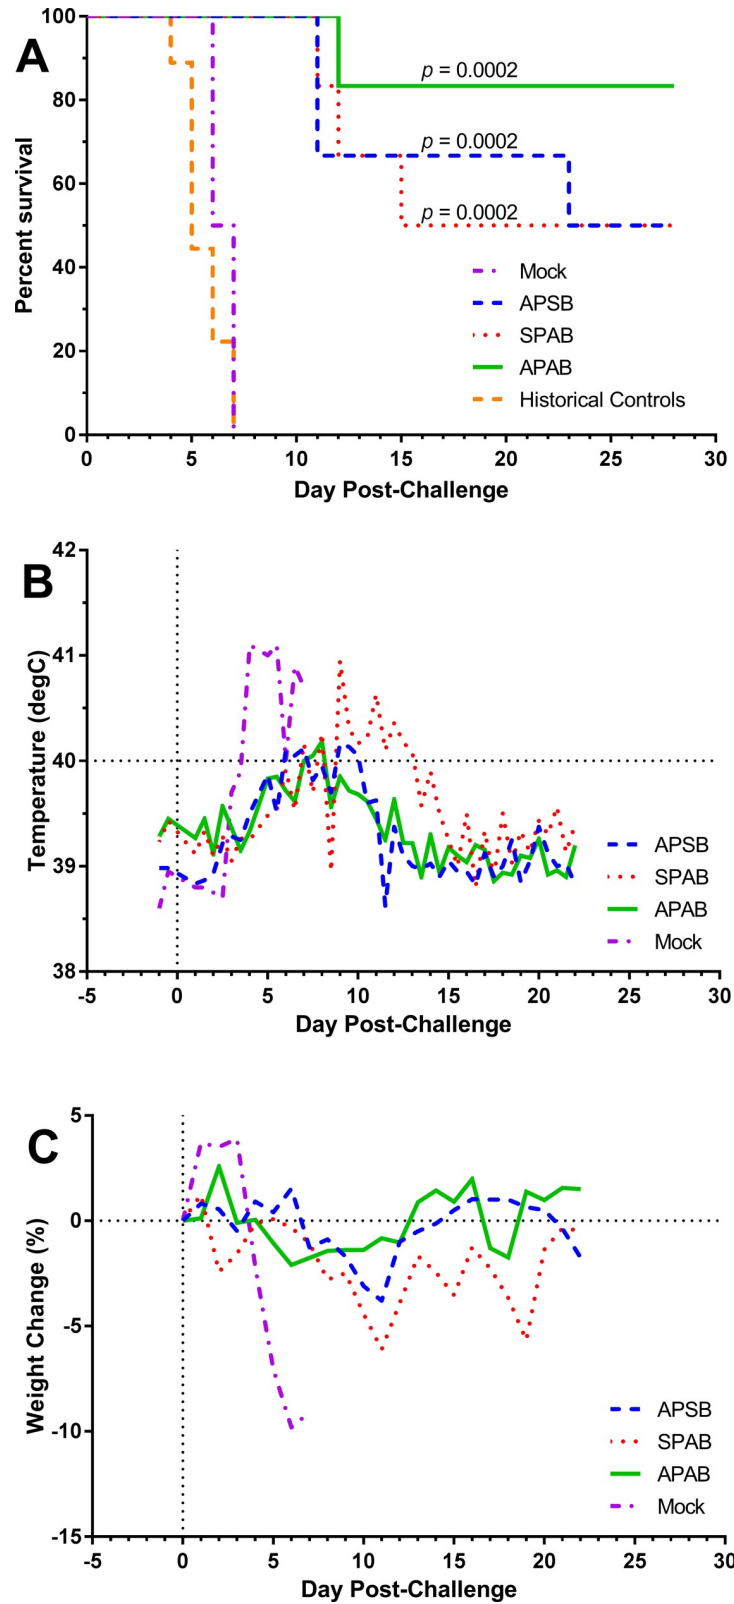 A
100
80
60
40
20
0
Percent survival
p = 0.0002
p = 0.0002
p = 0.0002
Mock
APSB
SPAB
APAB
Historical Controls
0 5 10 15 20 25 30
Day Post-Challenge
B
42
41
40
39
38
Temperature (degC)
APSB
SPAB
APAB
Mock
-5 0 5 10 15 20 25 30
Day Post-Challenge
C
5
0
-5
-10
-15
Weight Change (%)
APSB
SPAB
APAB
Mock
-5 0 5 10 15 20 25 30
Day Post-Challenge